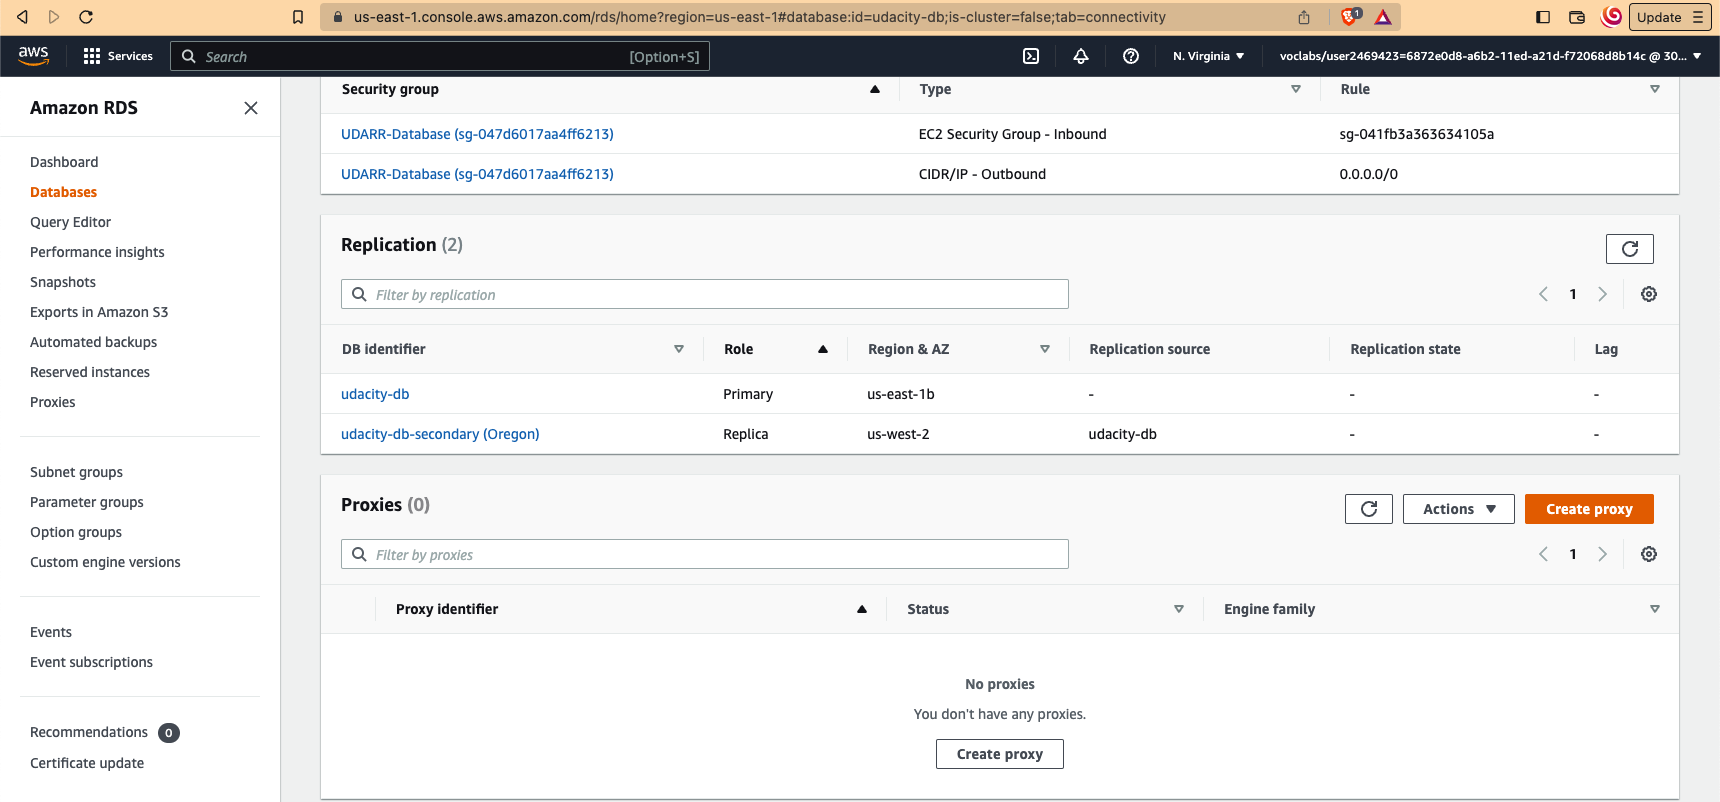 us-east-1.console.aws.amazon.com/rds/home?region=us-east-1#database:id=udacity-db;is-cluster=false;tab=connectivity
1
Update
aws
Services
Search
[Option+S]
N. Virginia
voclabs/user2469423=6872e0d8-a6b2-11ed-a21d-f72068d8b14c @ 30...
Amazon RDS
Dashboard
Databases
Query Editor
Performance insights
Snapshots
Exports in Amazon S3
Automated backups
Reserved instances
Proxies
Subnet groups
Parameter groups
Option groups
Custom engine versions
Events
Event subscriptions
Recommendations 0
Certificate update
Security group Type Rule
UDARR-Database (sg-047d6017aa4ff6213) EC2 Security Group - Inbound sg-041fb3a363634105a
UDARR-Database (sg-047d6017aa4ff6213) CIDR/IP - Outbound 0.0.0.0/0
Replication (2)
Filter by replication
1
DB identifier Role Region & AZ Replication source Replication state Lag
udacity-db Primary us-east-1b - - -
udacity-db-secondary (Oregon) Replica us-west-2 udacity-db - -
Proxies (0)
Actions
Create proxy
Filter by proxies
1
Proxy identifier Status Engine family
No proxies
You don't have any proxies.
Create proxy